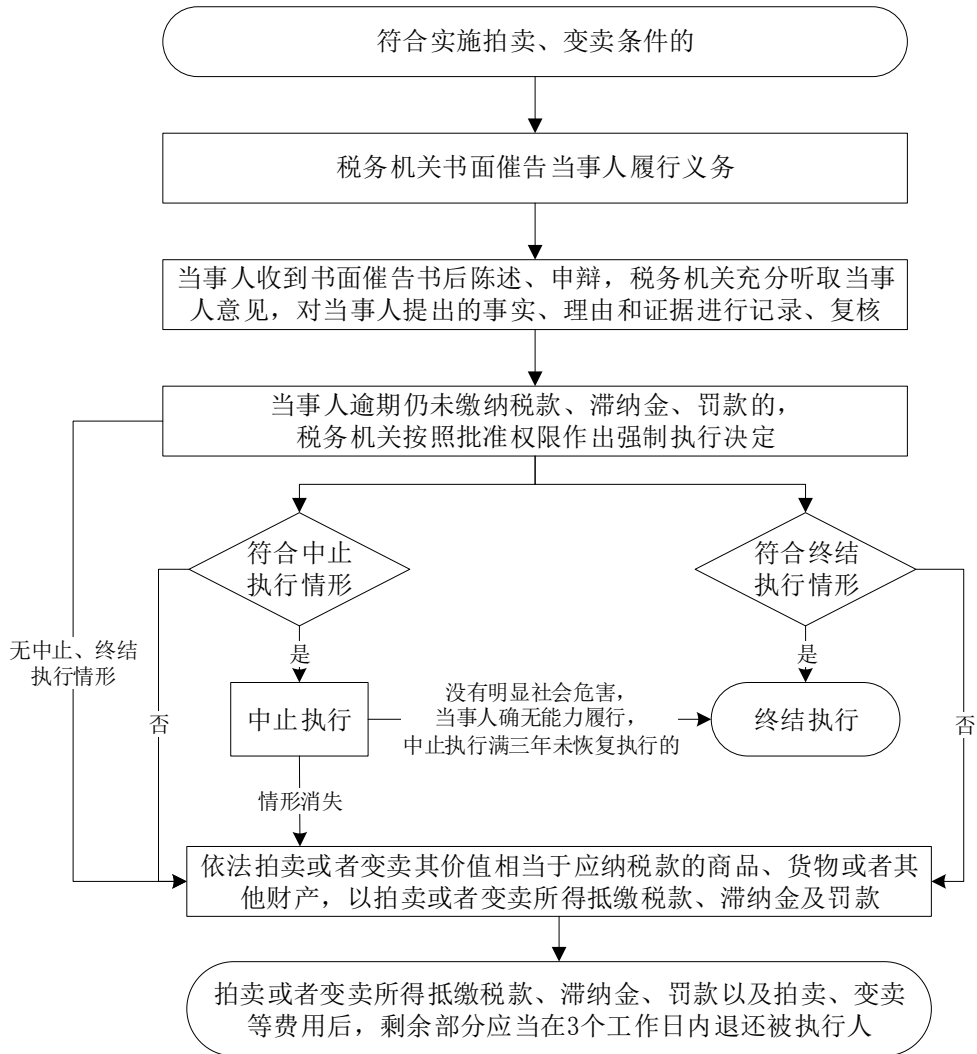 符合实施拍卖、变卖条件的
税务机关书面催告当事人履行义务
当事人收到书面催告书后陈述、申辩，税务机关充分听取当事
人意见，对当事人提出的事实、理由和证据进行记录、复核
当事人逾期仍未缴纳税款、滞纳金、罚款的，
税务机关按照批准权限作出强制执行决定
符合中止
执行情形
符合终结
执行情形
无中止、终结
执行情形
是
是
否
中止执行
没有明显社会危害，
当事人确无能力履行，
中止执行满三年未恢复执行的
终结执行
否
情形消失
依法拍卖或者变卖其价值相当于应纳税款的商品、货物或者其
他财产，以拍卖或者变卖所得抵缴税款、滞纳金及罚款
拍卖或者变卖所得抵缴税款、滞纳金、罚款以及拍卖、变卖
等费用后，剩余部分应当在3个工作日内退还被执行人